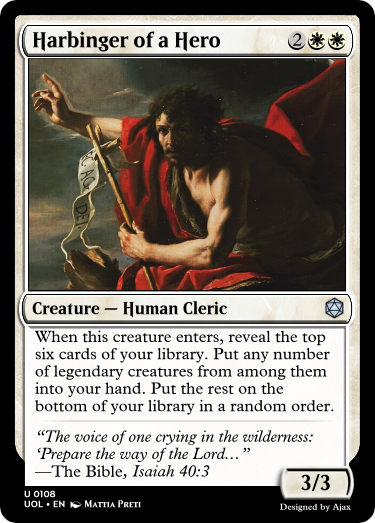 Harbinger of a Hero 2
Creature — Human Cleric
When this creature enters, reveal the top
six cards of your library. Put any number
of legendary creatures from among them
into your hand. Put the rest on the
bottom of your library in a random order.
“The voice of one crying in the wilderness:
‘Prepare the way of the Lord…”
—The Bible, Isaiah 40:3
3/3
U 0108
UOL • EN Mattia Preti
Designed by Ajax